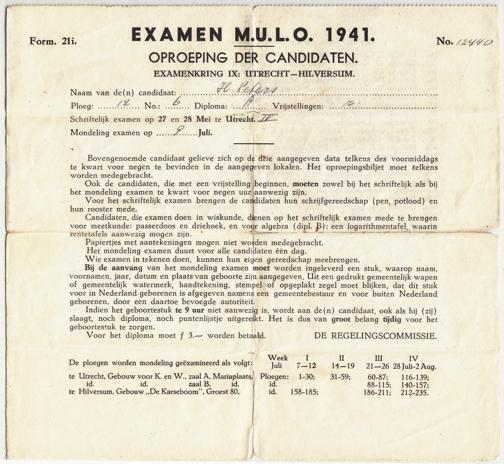 Form. 21i.
EXAMEN M.U.L.O. 1941.
No. 12440
OPROEPING DER CANDIDATEN.
EXAMENKRING IX: UTRECHT—HILVERSUM.
Naam van de(n) candidaat: H. Peters
Ploeg: 12 No.: 6 Diploma: A Vrijstellingen:
Schriftelijk examen op 27 en 28 Mei te Utrecht. IV
Mondeling examen op 9 Juli.
Bovengenoemde candidaat gelieve zich op de drie aangegeven data telkens des voormiddags
te kwart voor negen te bevinden in de aangegeven lokalen. Het oproepingsbiljet moet telkens
worden medegebracht.
Ook de candidaten, die met een vrijstelling beginnen, moeten zowel bij het schriftelijk als bij
het mondeling examen te kwart voor negen uur aanwezig zijn.
Voor het schriftelijk examen brengen de candidaten hun schrijfgereedschap (pen, potlood) en
hun rooster mede.
Candidaten, die examen doen in wiskunde, dienen op het schriftelijk examen mede te brengen
voor meetkunde: passerdoos en driehoek, en voor algebra (dipl. B): een logarithmentafel, waarin
rentetafels aanwezig mogen zijn.
Papiertjes met aantekeningen mogen niet worden medegebracht.
Het mondeling examen duurt voor alle candidaten één dag.
Wie examen in tekenen doen, kunnen hun eigen gereedschap meebrengen.
Bij de aanvang van het mondeling examen moet worden ingeleverd een stuk, waarop naam,
voornamen, jaar, datum en plaats van geboorte zijn aangegeven. Uit een gedrukt gemeentelijk wapen
of gemeentelijk watermerk, handtekening, stempel of opgeplakt zegel moet blijken, dat dit stuk
voor in Nederland geborenen is afgegeven namens een gemeentebestuur en voor buiten Nederland
geborenen, door een daartoe bevoegde autoriteit.
Indien het geboortestuk te 9 uur niet aanwezig is, wordt aan de(n) candidaat, ook als hij (zij)
slaagt, noch diploma, noch puntenlijstje uitgereikt. Het is dus van groot belang tijdig voor het
geboortestuk te zorgen.
Voor het diploma moet f 3.— worden betaald.
DE REGELINGSCOMMISSIE.
De ploegen worden mondeling geëxamineerd als volgt: Week I II III IV
Juli 7—12 14—19 21—26 28 Juli-2 Aug.
te Utrecht, Gebouw voor K. en W., zaal A. Mariaplaats, Ploegen: 1-30; 31-59; 60-87; 116-139;
id. id. zaal B. id. id. 88-115; 140-157;
te Hilversum, Gebouw „De Karseboom", Groest 80. id. 158-185; 186-211; 212-235.